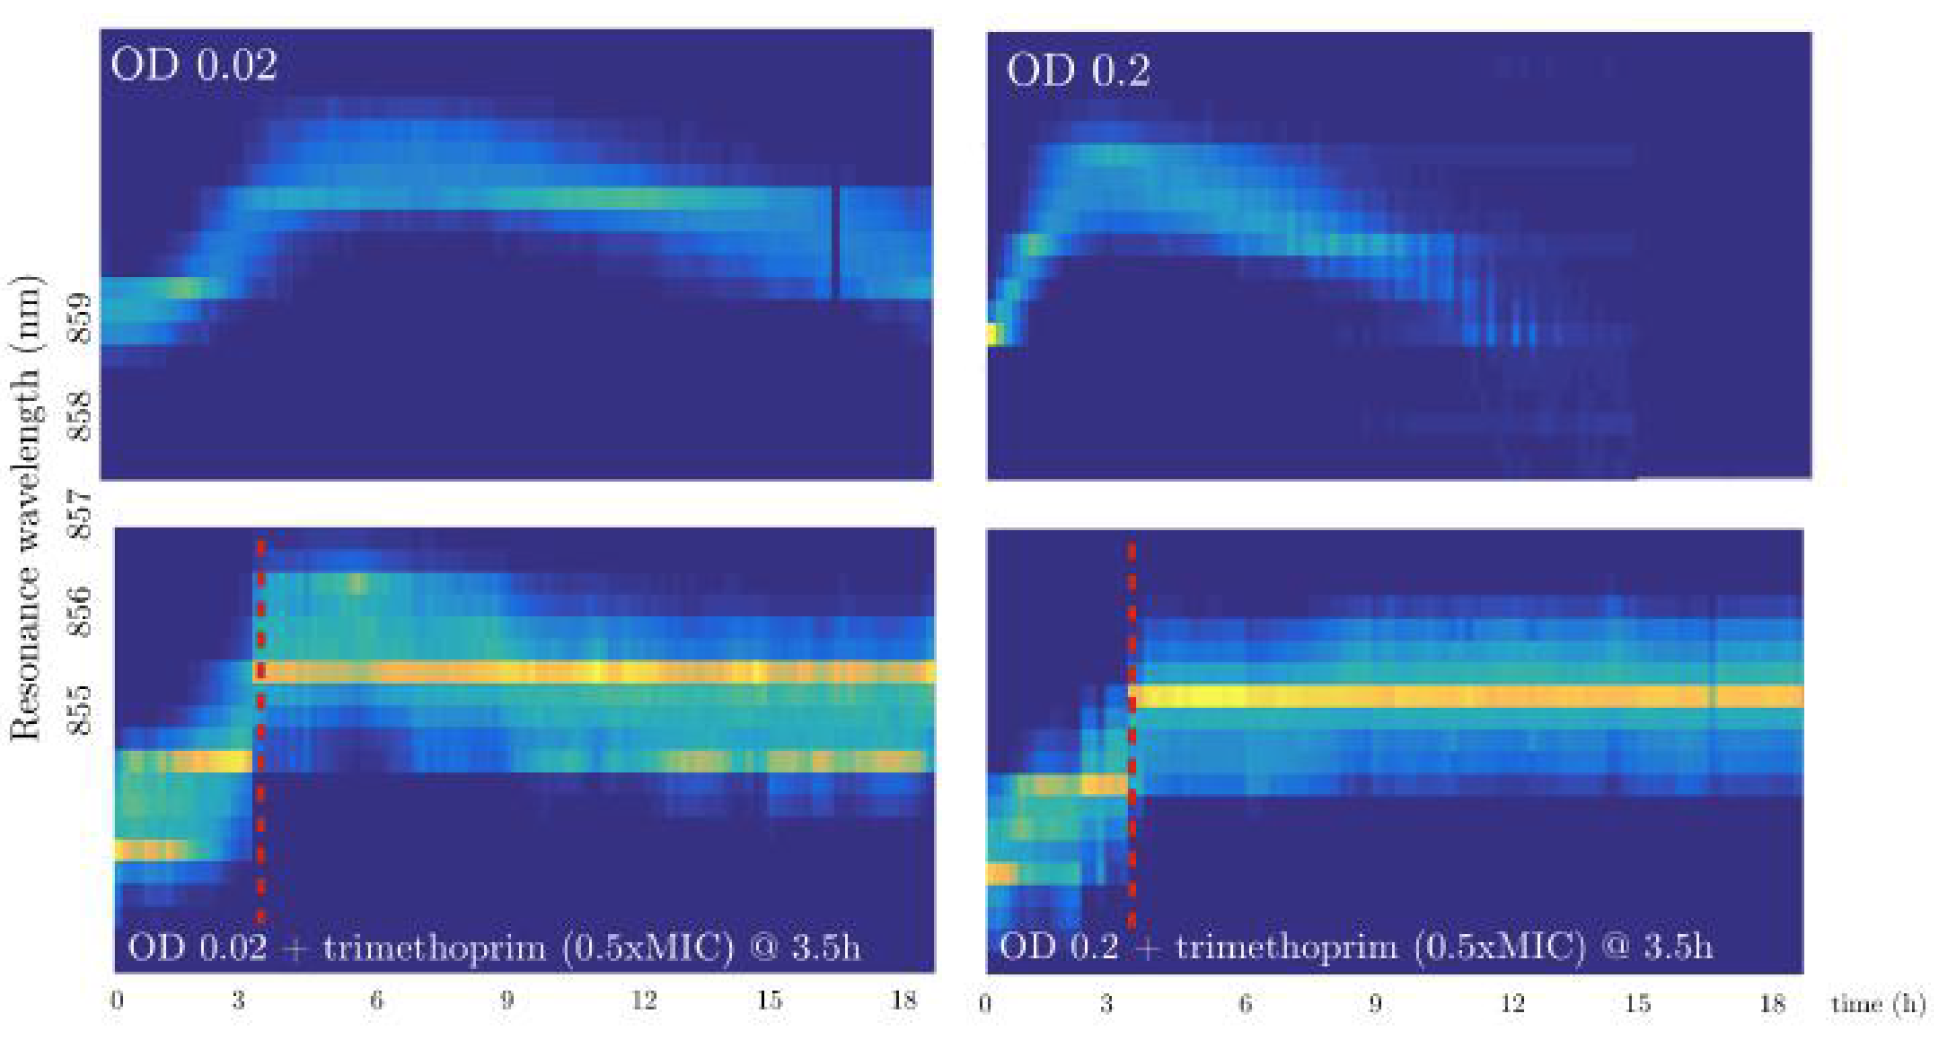 OD 0.02
OD 0.2
Resonance wavelength (nm)
859
858
857
856
855
OD 0.02 + trimethoprim (0.5xMIC) @ 3.5h
OD 0.2 + trimethoprim (0.5xMIC) @ 3.5h
0 3 6 9 12 15 18
0 3 6 9 12 15 18 time (h)